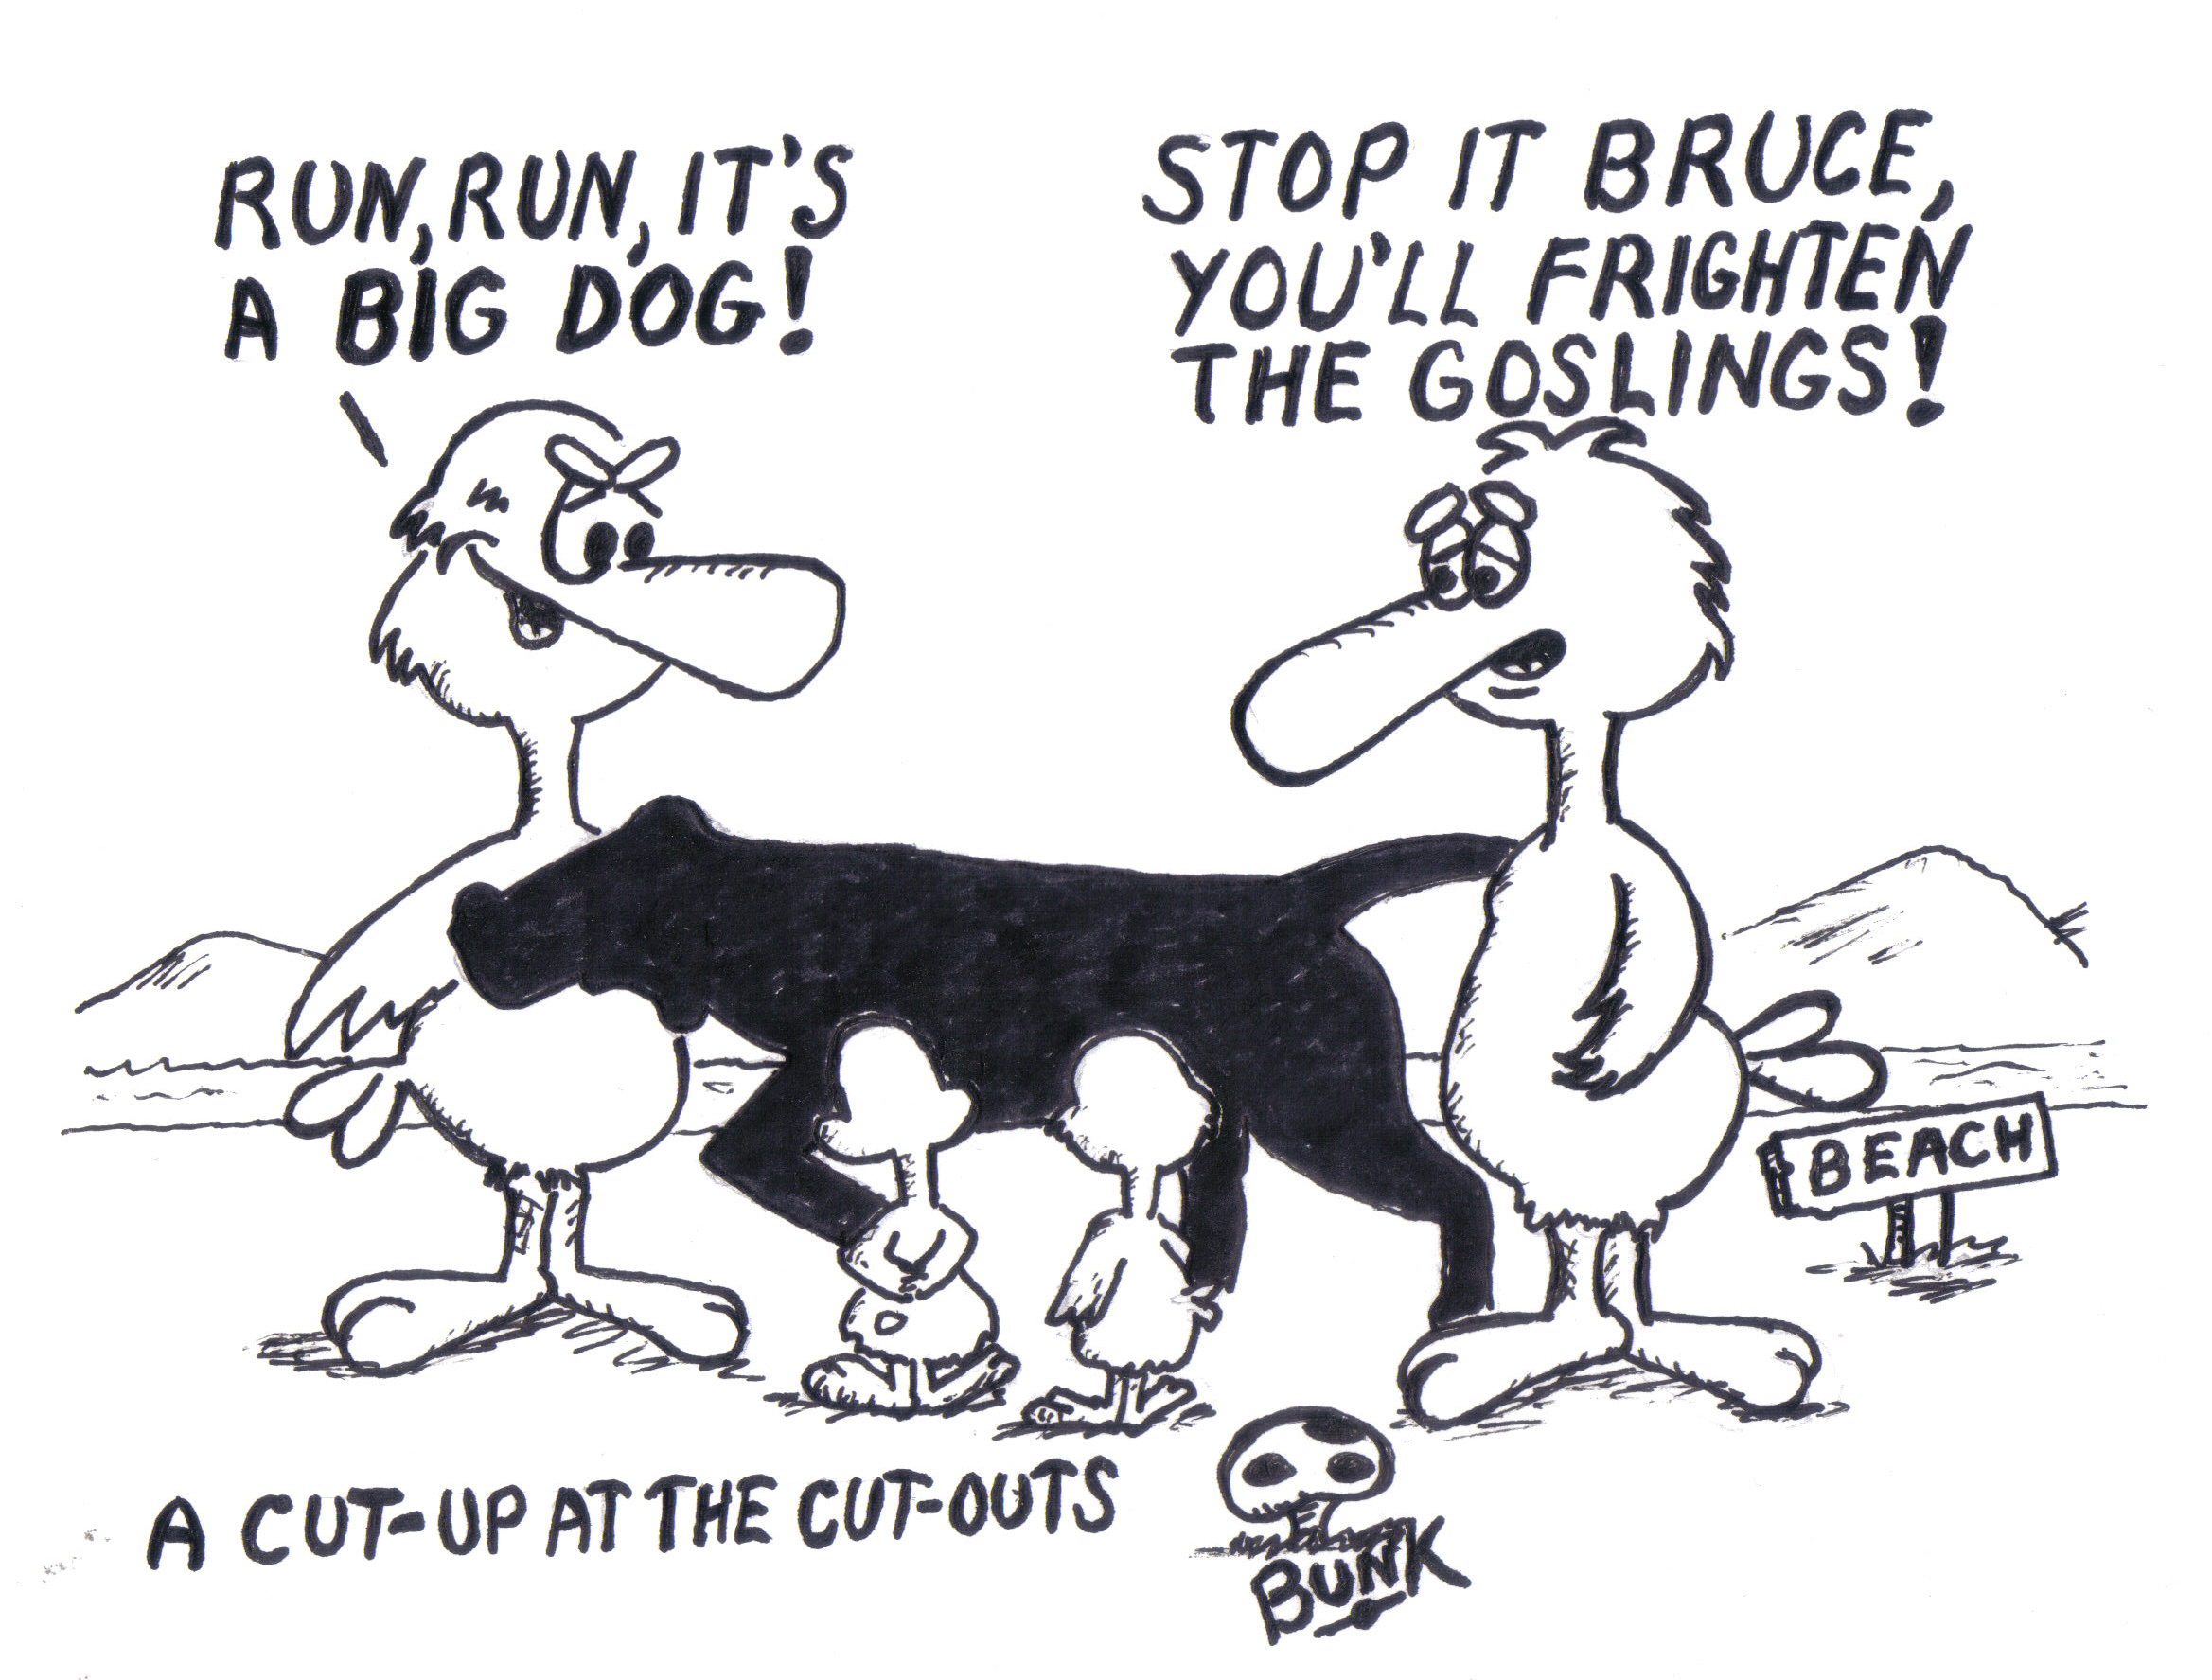 RUN, RUN, IT'S
A BIG DOG!
STOP IT BRUCE,
YOU'LL FRIGHTEN
THE GOSLINGS!
BEACH
A CUT-UP AT THE CUT-OUTS
BUNK